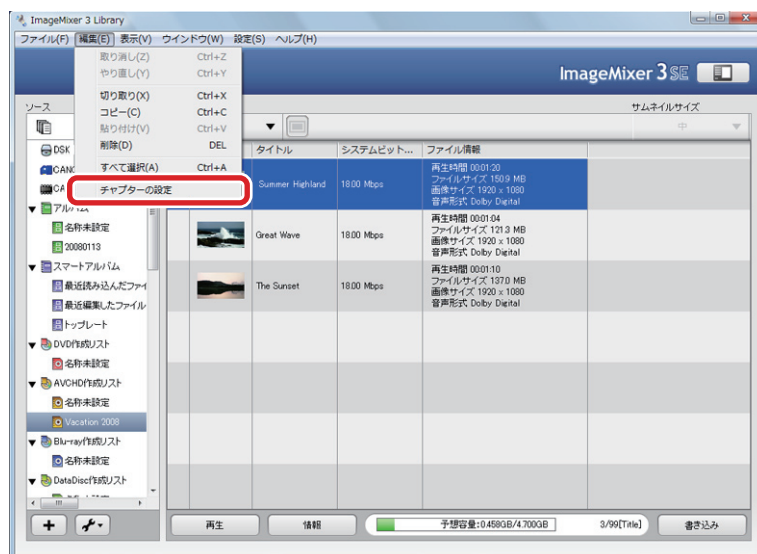 ImageMixer 3 Library
ファイル(F) 編集(E) 表示(V) ウインドウ(W) 設定(S) ヘルプ(H)
取り消し(Z) Ctrl+Z
やり直し(Y) Ctrl+Y
切り取り(X) Ctrl+X
コピー(C) Ctrl+C
貼り付け(V) Ctrl+V
削除(D) DEL
すべて選択(A) Ctrl+A
チャプターの設定
ImageMixer 3 SE
ソース
サムネイルサイズ
中
DSK
CANO
CA
アルバム
名称未設定
20080113
スマートアルバム
最近読み込んだファイ
最近編集したファイル
トップレート
DVD作成リスト
名称未設定
AVCHD作成リスト
名称未設定
Vacation 2008
Blu-ray作成リスト
名称未設定
DataDisc作成リスト
タイトル システムビット... ファイル情報
Summer Highland 18.00 Mbps 再生時間 00:01:20
ファイルサイズ 150.9 MB
画像サイズ 1920 x 1080
音声形式 Dolby Digital
Great Wave 18.00 Mbps 再生時間 00:01:04
ファイルサイズ 121.3 MB
画像サイズ 1920 x 1080
音声形式 Dolby Digital
The Sunset 18.00 Mbps 再生時間 00:01:10
ファイルサイズ 137.0 MB
画像サイズ 1920 x 1080
音声形式 Dolby Digital
再生 情報 予想容量:0.458GB/4.700GB 3/99[Title] 書き込み